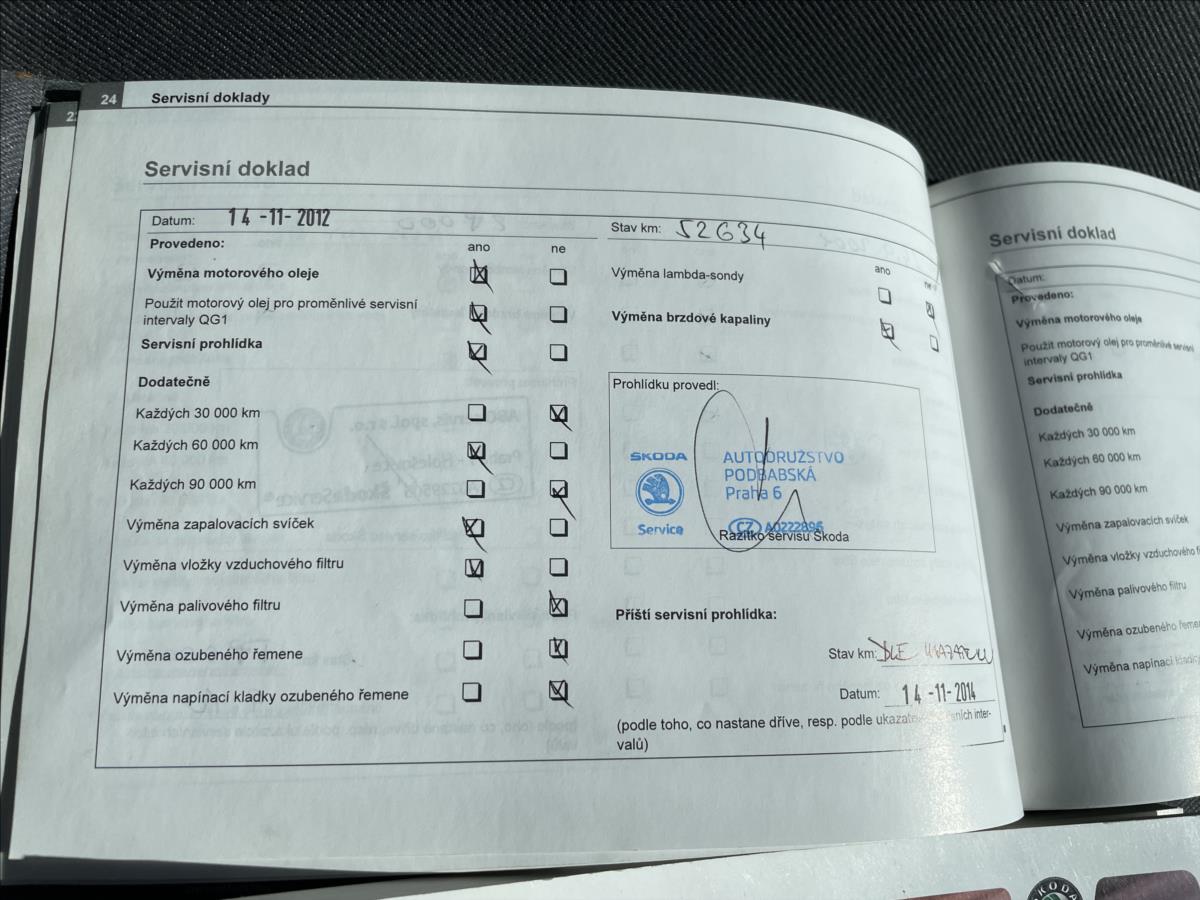 24 Servisní doklady
Servisní doklad
Datum: 14-11-2012
Stav km: 52634
Provedeno:
ano ne
Výměna motorového oleje
Použit motorový olej pro proměnlivé servisní
intervaly QG1
Servisní prohlídka
Dodatečně
Každých 30 000 km
Každých 60 000 km
Každých 90 000 km
Výměna zapalovacích svíček
Výměna vložky vzduchového filtru
Výměna palivového filtru
Výměna ozubeného řemene
Výměna napínací kladky ozubeného řemene
ano ne
Výměna lambda-sondy
Výměna brzdové kapaliny
Prohlídku provedl:
ŠKODA
Service
AUTODRUŽSTVO
PODBABSKÁ
Praha 6
CZ A0222896
Razítko servisu Škoda
Příští servisní prohlídka:
Stav km: DLE UKAZATELU
Datum: 14-11-2014
(podle toho, co nastane dříve, resp. podle
valů)
Servisní doklad
Datum:
Provedeno:
Výměna motorového oleje
Použit motorový olej pro proměnlivé servisní
intervaly QG1
Servisní prohlídka
Dodatečně
Každých 30 000 km
Každých 60 000 km
Každých 90 000 km
Výměna zapalovacích svíček
Výměna vložky vzduchového
Výměna palivového filtru
Výměna ozubeného
Výměna napínací
ŠKODA